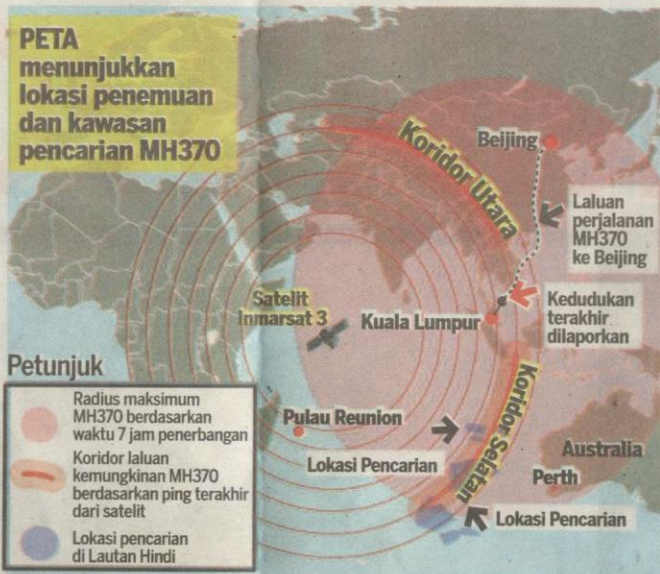 PETA
menunjukkan
lokasi penemuan
dan kawasan
pencarian MH370
Koridor Utara
Beijing
Laluan
perjalanan
MH370
ke Beijing
Satelit
Inmarsat 3
Kuala Lumpur
Kedudukan
terakhir
dilaporkan
Petunjuk
Radius maksimum
MH370 berdasarkan
waktu 7 jam penerbangan
Koridor laluan
kemungkinan MH370
berdasarkan ping terakhir
dari satelit
Lokasi pencarian
di Lautan Hindi
Pulau Reunion
Lokasi Pencarian
Koridor Selatan
Australia
Perth
Lokasi Pencarian